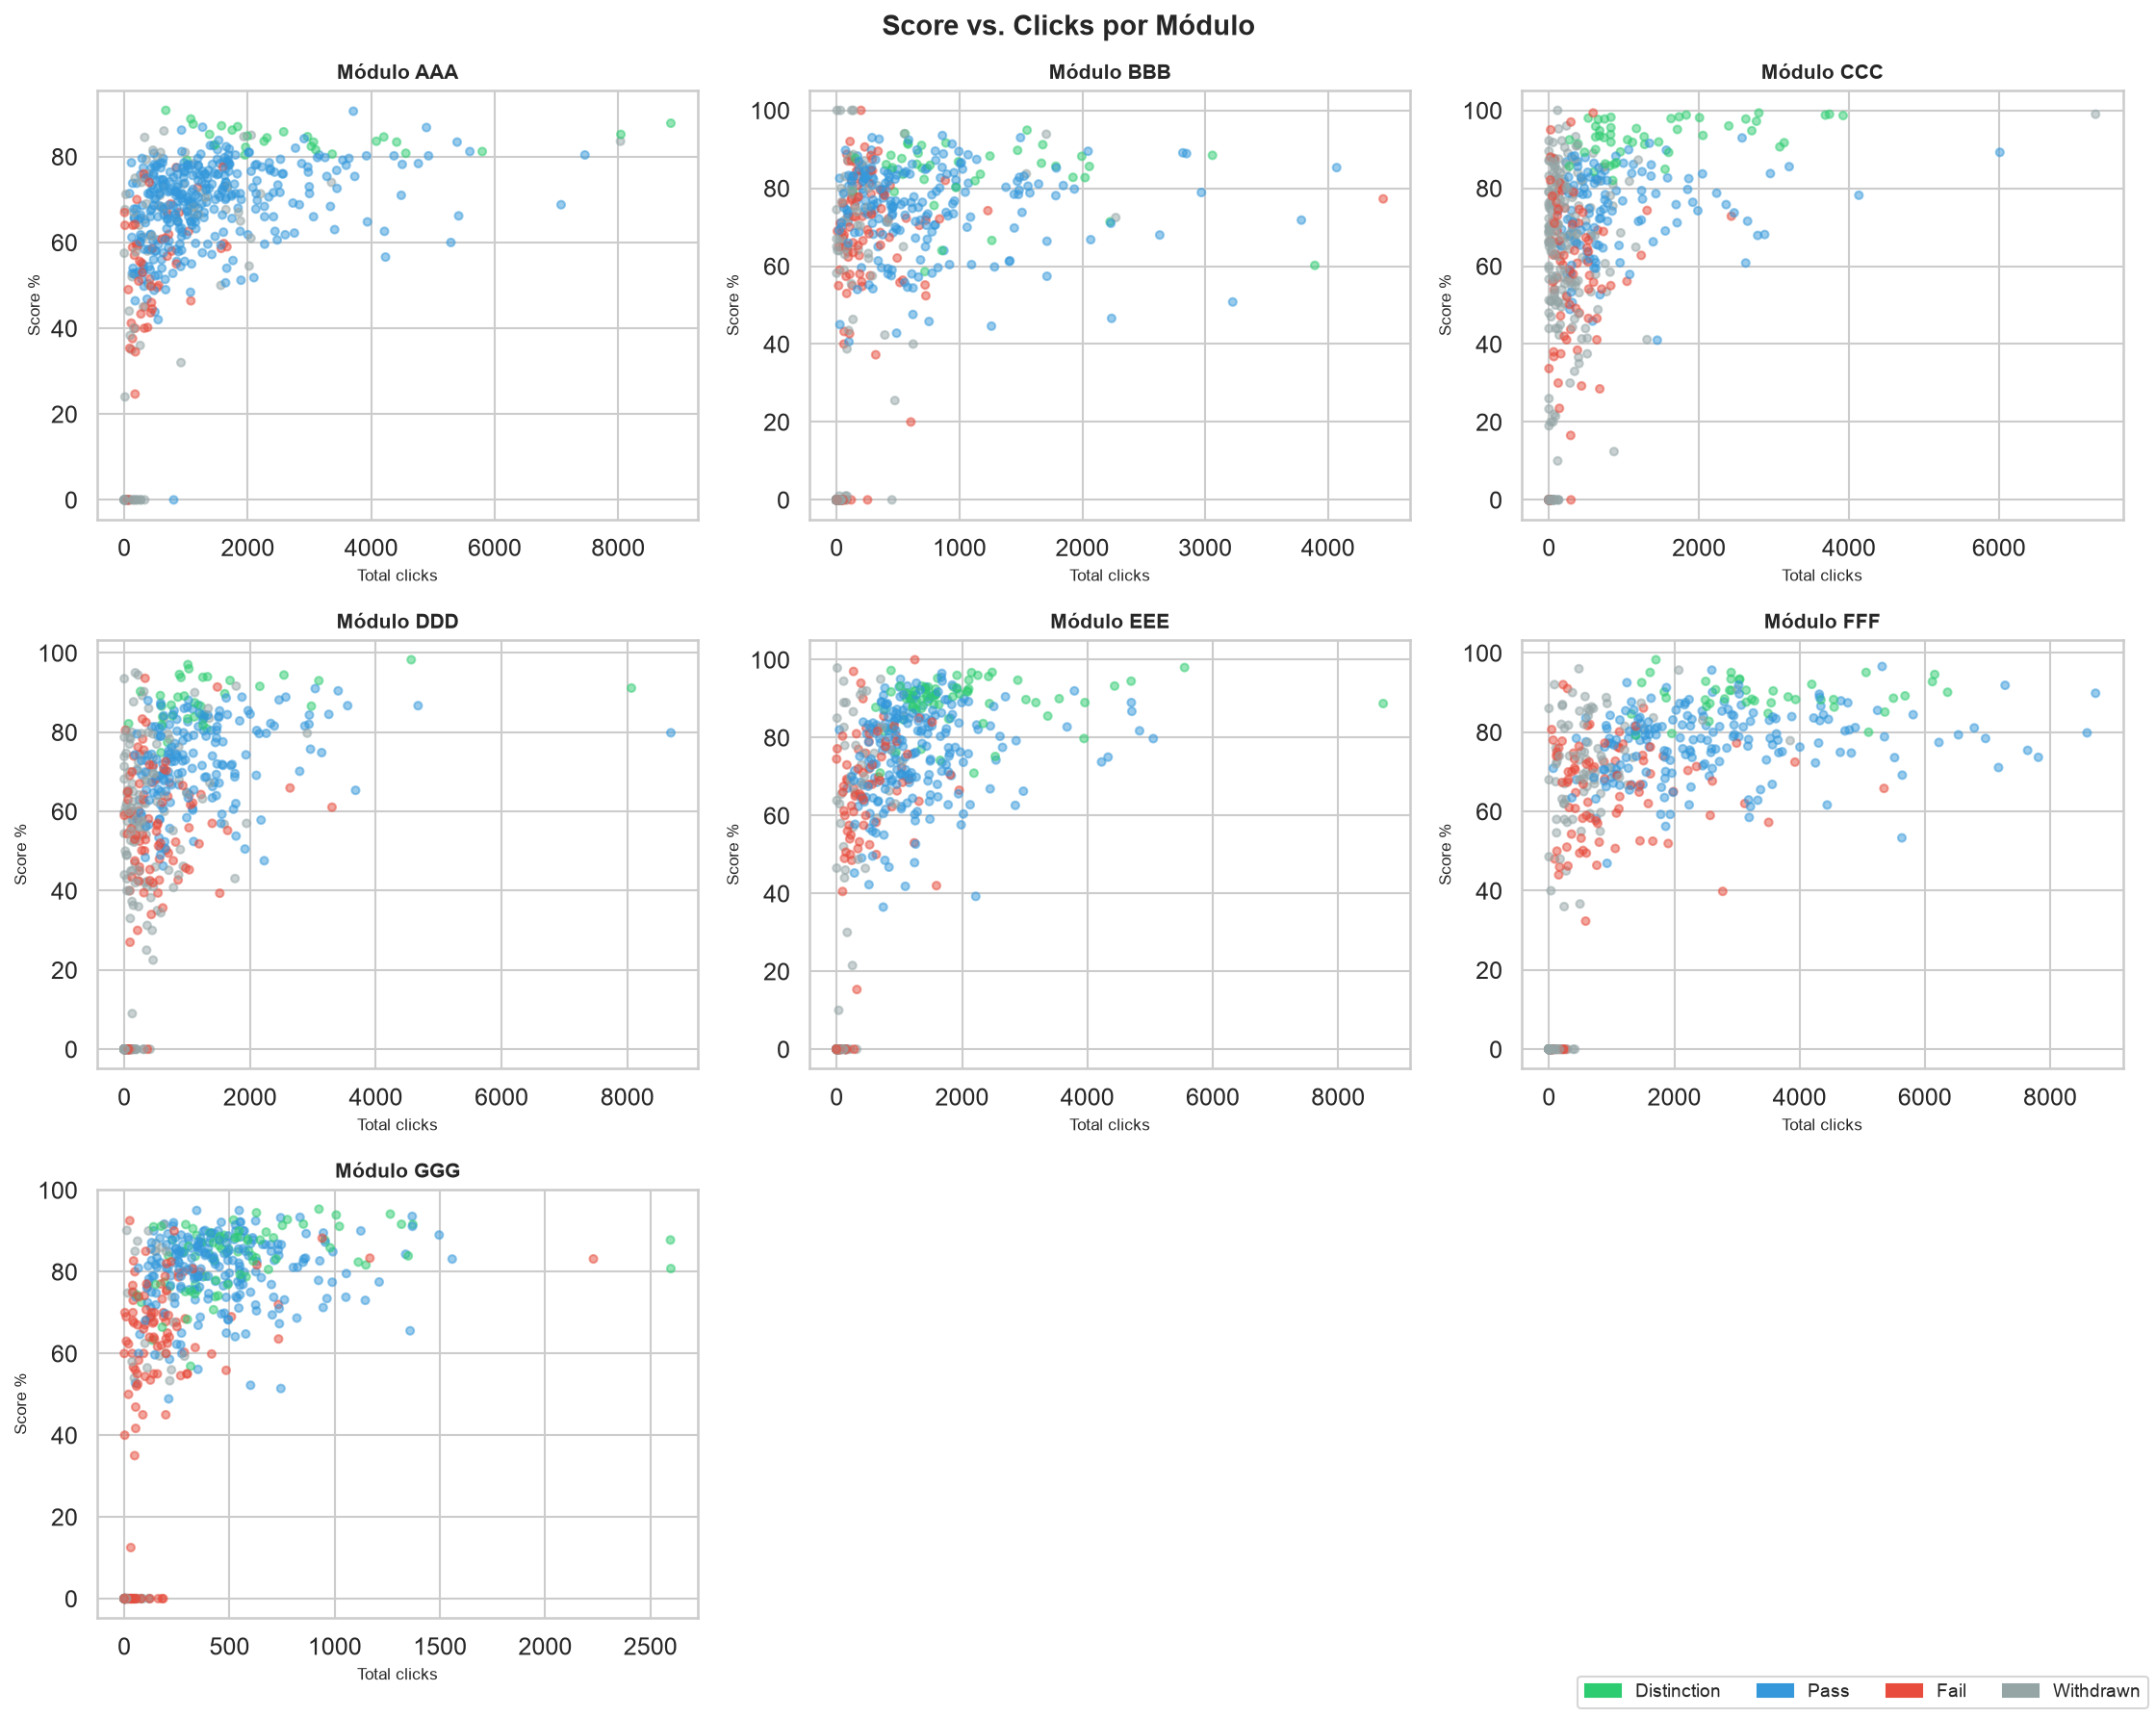 Score vs. Clicks por Módulo
Módulo AAA
Score %
80
60
40
20
0
0 2000 4000 6000 8000
Total clicks
Módulo BBB
Score %
100
80
60
40
20
0
0 1000 2000 3000 4000
Total clicks
Módulo CCC
Score %
100
80
60
40
20
0
0 2000 4000 6000
Total clicks
Módulo DDD
Score %
100
80
60
40
20
0
0 2000 4000 6000 8000
Total clicks
Módulo EEE
Score %
100
80
60
40
20
0
0 2000 4000 6000 8000
Total clicks
Módulo FFF
Score %
100
80
60
40
20
0
0 2000 4000 6000 8000
Total clicks
Módulo GGG
Score %
100
80
60
40
20
0
0 500 1000 1500 2000 2500
Total clicks
Distinction Pass Fail Withdrawn